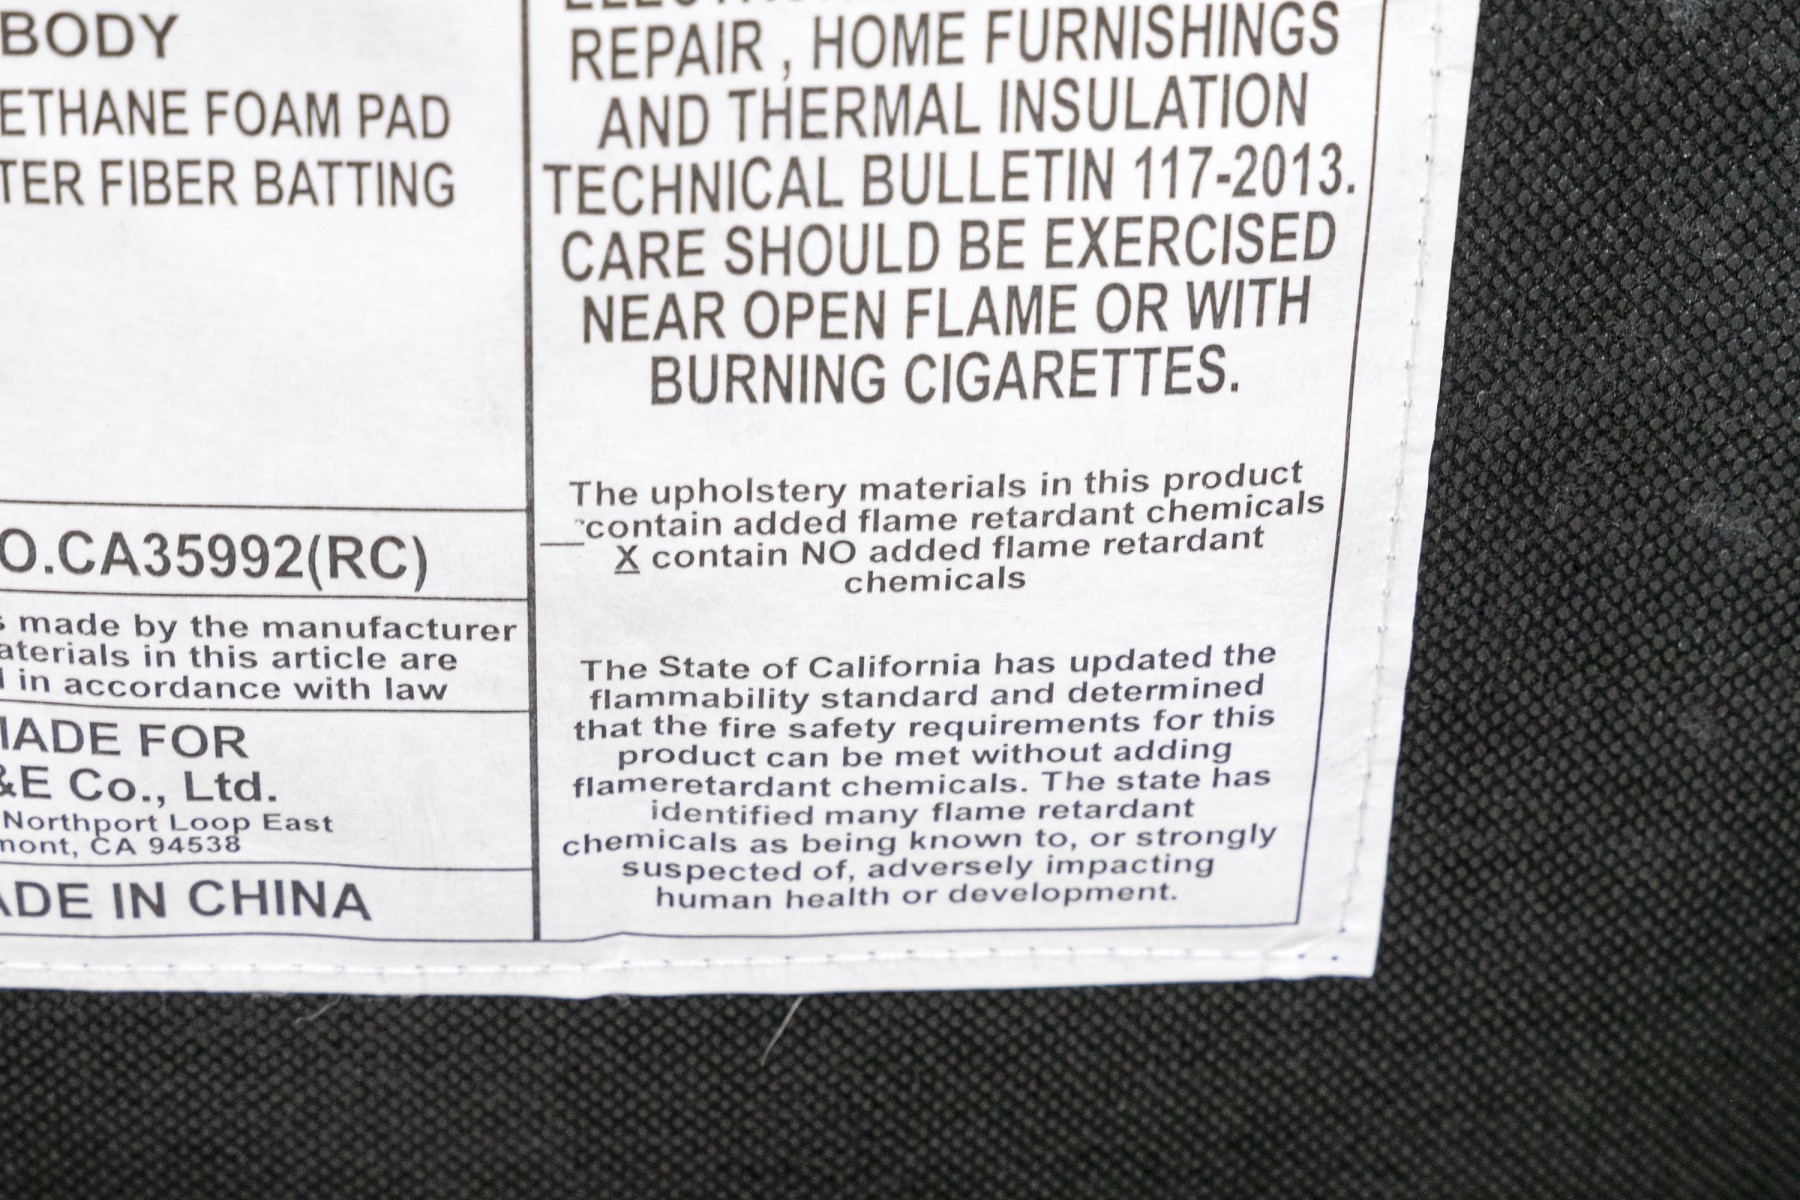 BODY
ETHANE FOAM PAD
TER FIBER BATTING
O.CA35992(RC)
made by the manufacturer
aterials in this article are
in accordance with law
MADE FOR
&E Co., Ltd.
Northport Loop East
mont, CA 94538
ADE IN CHINA
REPAIR , HOME FURNISHINGS
AND THERMAL INSULATION
TECHNICAL BULLETIN 117-2013.
CARE SHOULD BE EXERCISED
NEAR OPEN FLAME OR WITH
BURNING CIGARETTES.
The upholstery materials in this product
__contain added flame retardant chemicals
X contain NO added flame retardant
chemicals
The State of California has updated the
flammability standard and determined
that the fire safety requirements for this
product can be met without adding
flameretardant chemicals. The state has
identified many flame retardant
chemicals as being known to, or strongly
suspected of, adversely impacting
human health or development.